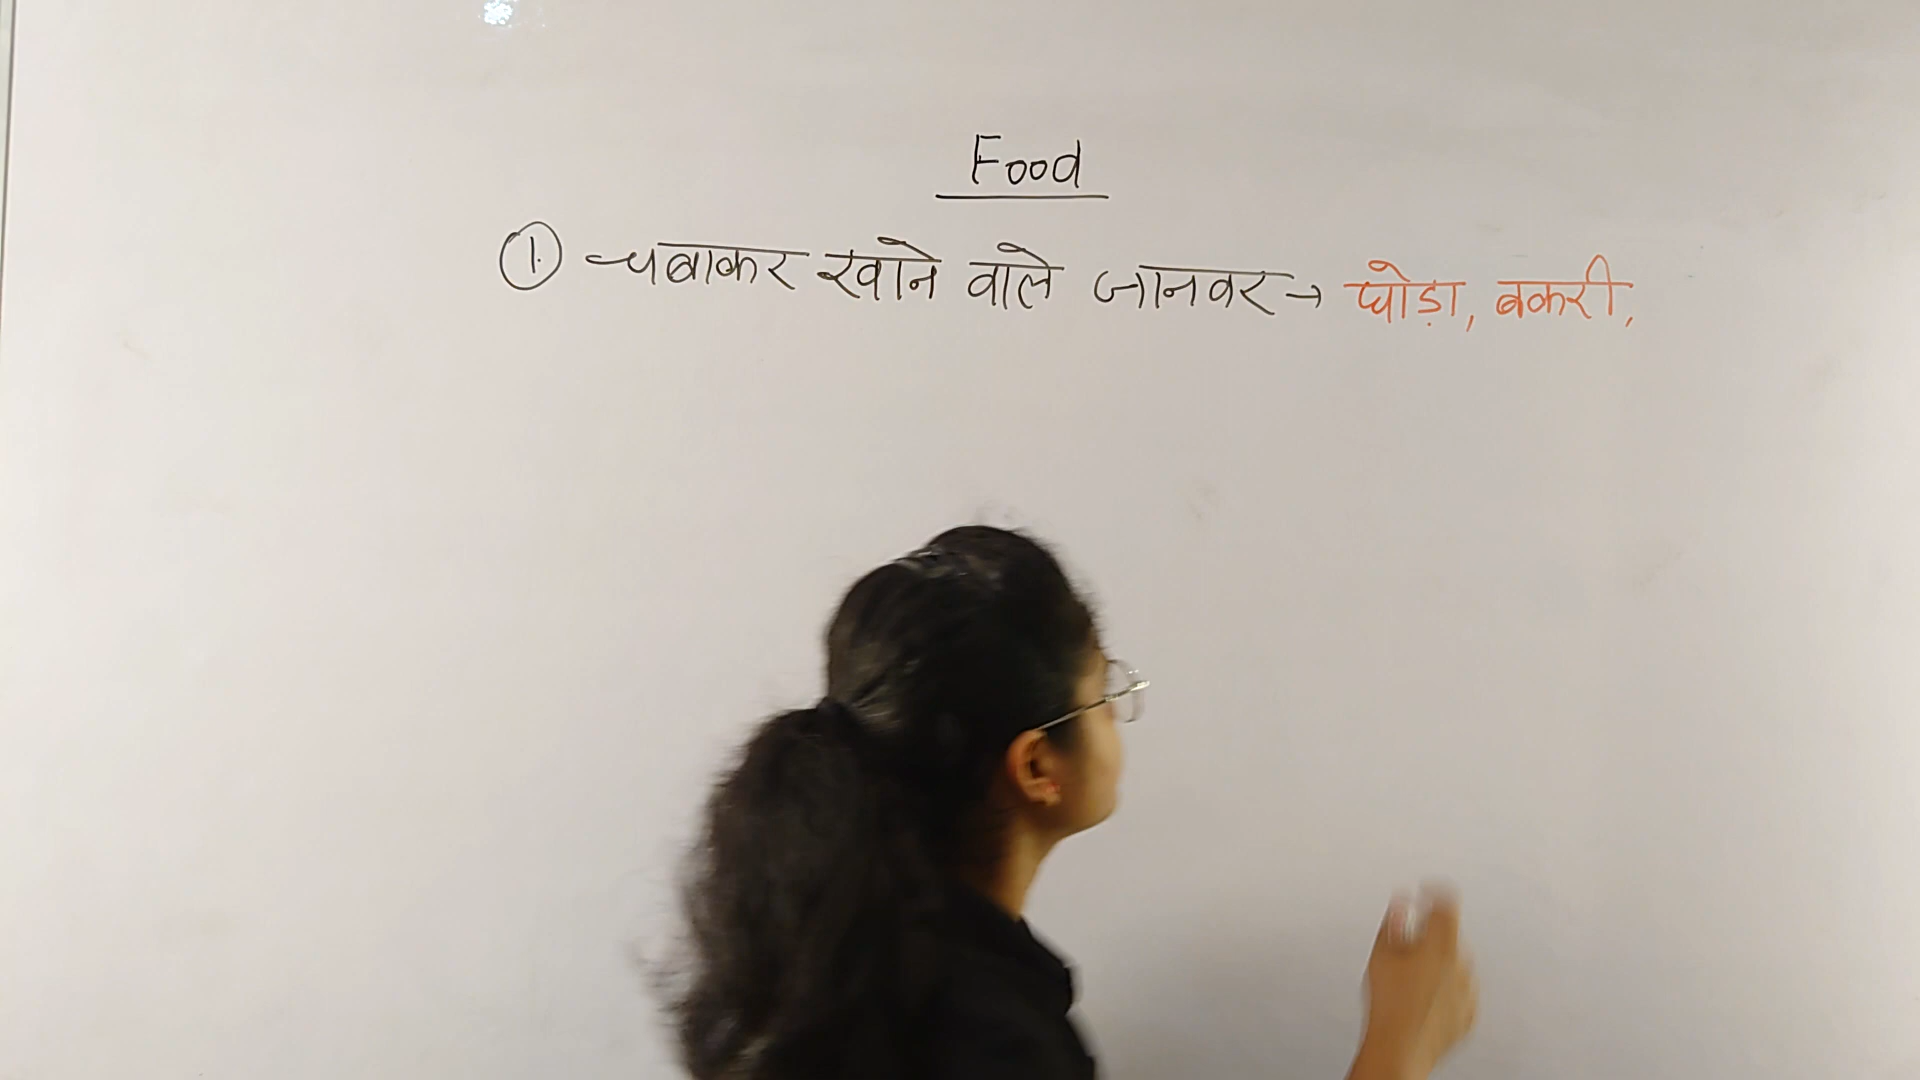 Food
① चबाकर खाने वाले जानवर → घोड़ा, बकरी,